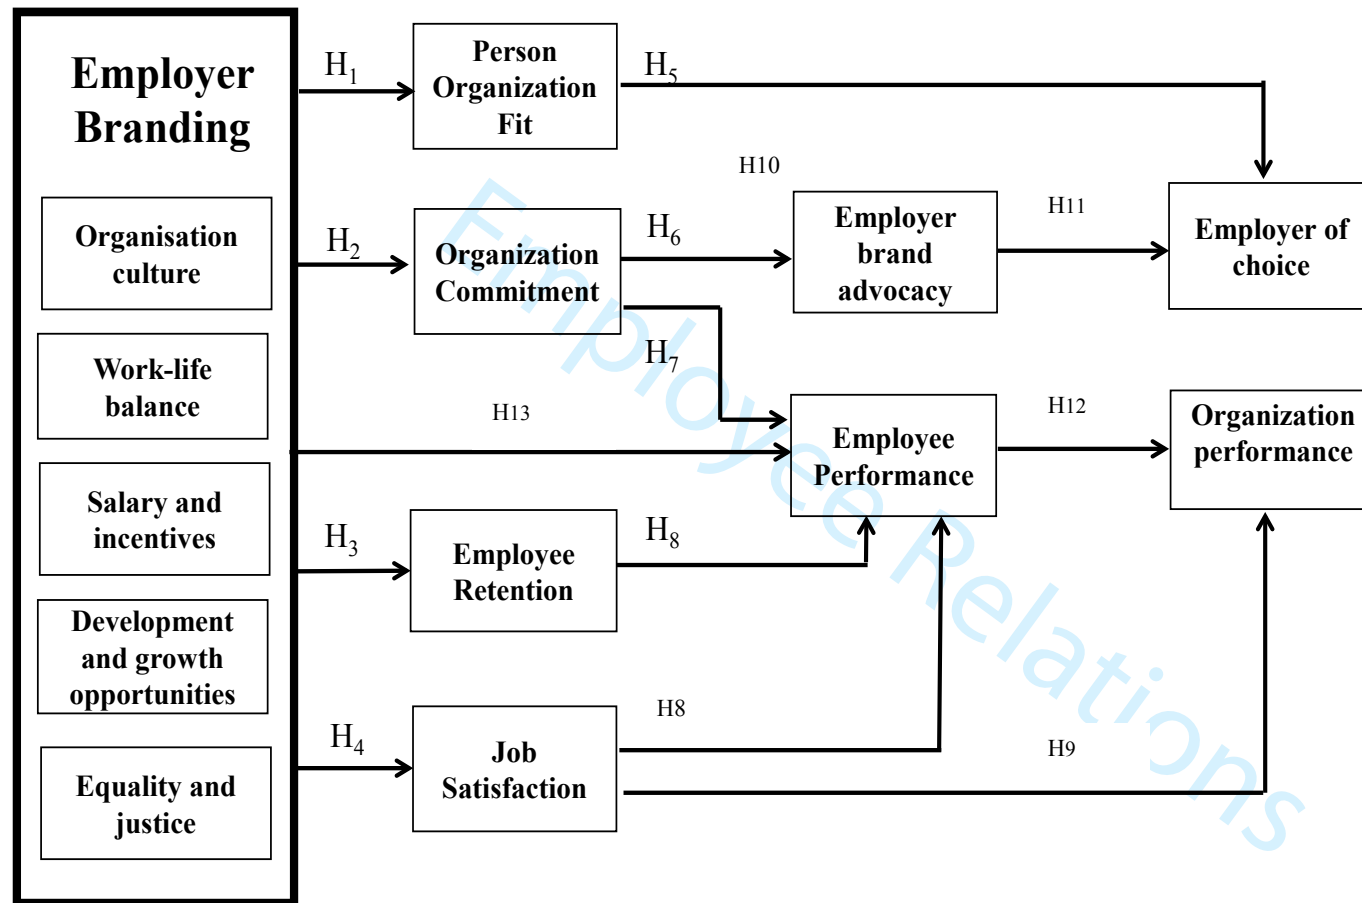 Employer
Branding
Organisation
culture
Work-life
balance
Salary and
incentives
Development
and growth
opportunities
Equality and
justice
H₁
Person
Organization
Fit
H₅
H₂
Organization
Commitment
H₆
H₇
H10
Employer
brand
advocacy
H11
Employer of
choice
H13
Employee
Performance
H12
Organization
performance
H₃
Employee
Retention
H₈
H₄
Job
Satisfaction
H8
H9
Employee Relations